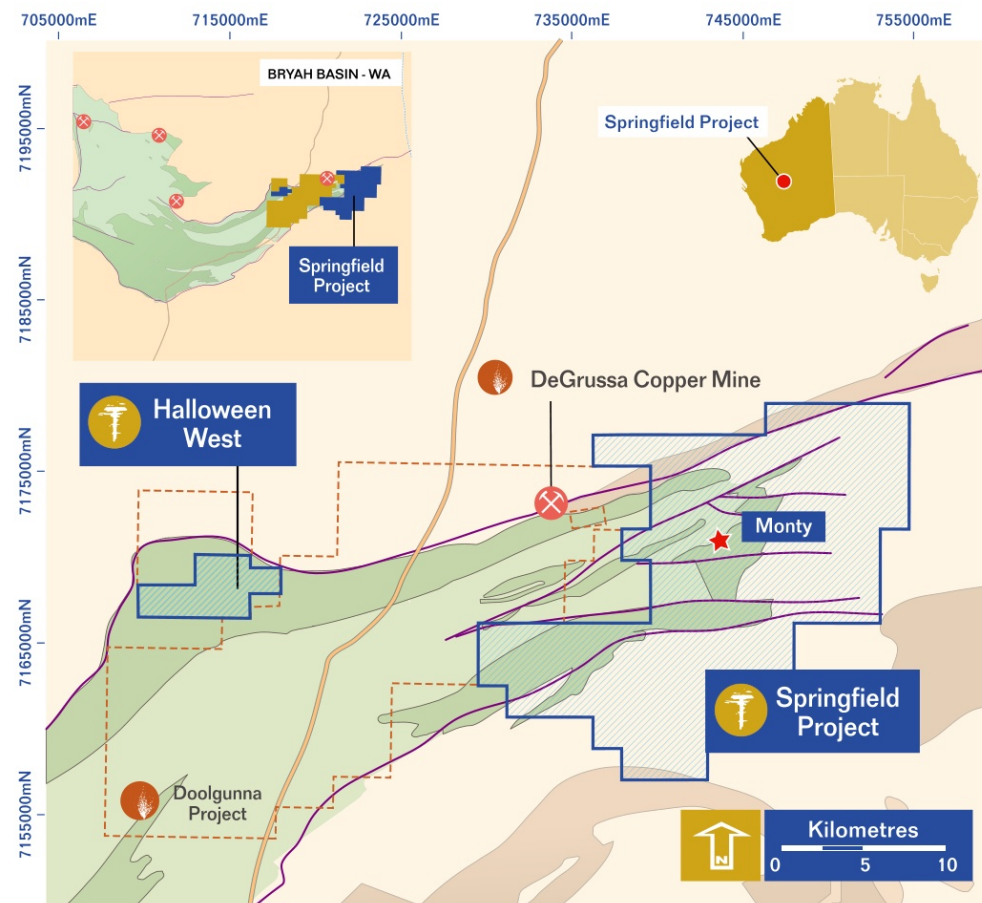 705000mE
715000mE
725000mE
735000mE
745000mE
755000mE
BRYAH BASIN - WA
7195000mN
Springfield Project
Springfield
Project
7185000mN
DeGrussa Copper Mine
Halloween
West
7175000mN
Monty
7165000mN
Springfield
Project
Doolgunna
Project
7155000mN
N
Kilometres
0 5 10